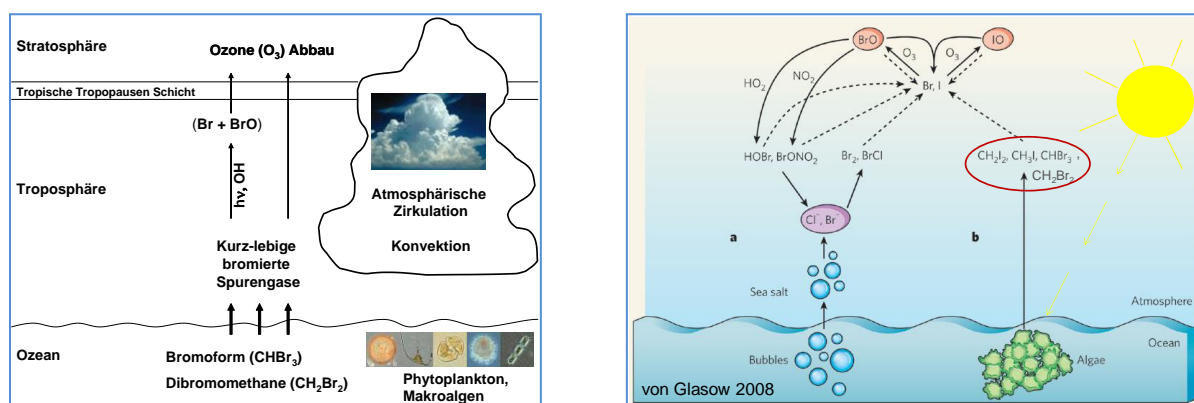 Stratosphäre
Ozone (O₃) Abbau
Tropische Tropopausen Schicht
(Br + BrO)
Troposphäre
hν, OH
Atmosphärische
Zirkulation
Konvektion
Kurz-lebige
bromierte
Spurengase
Ozean
Bromoform (CHBr₃)
Dibromomethane (CH₂Br₂)
Phytoplankton,
Makroalgen
BrO
IO
O₃
O₃
HO₂
NO₂
Br, I
HOBr, BrONO₂
Br₂, BrCl
CH₂I₂, CH₃I, CHBr₃ ,
CH₂Br₂
Cl⁻, Br⁻
a
b
Sea salt
Atmosphere
Ocean
Bubbles
Algae
von Glasow 2008